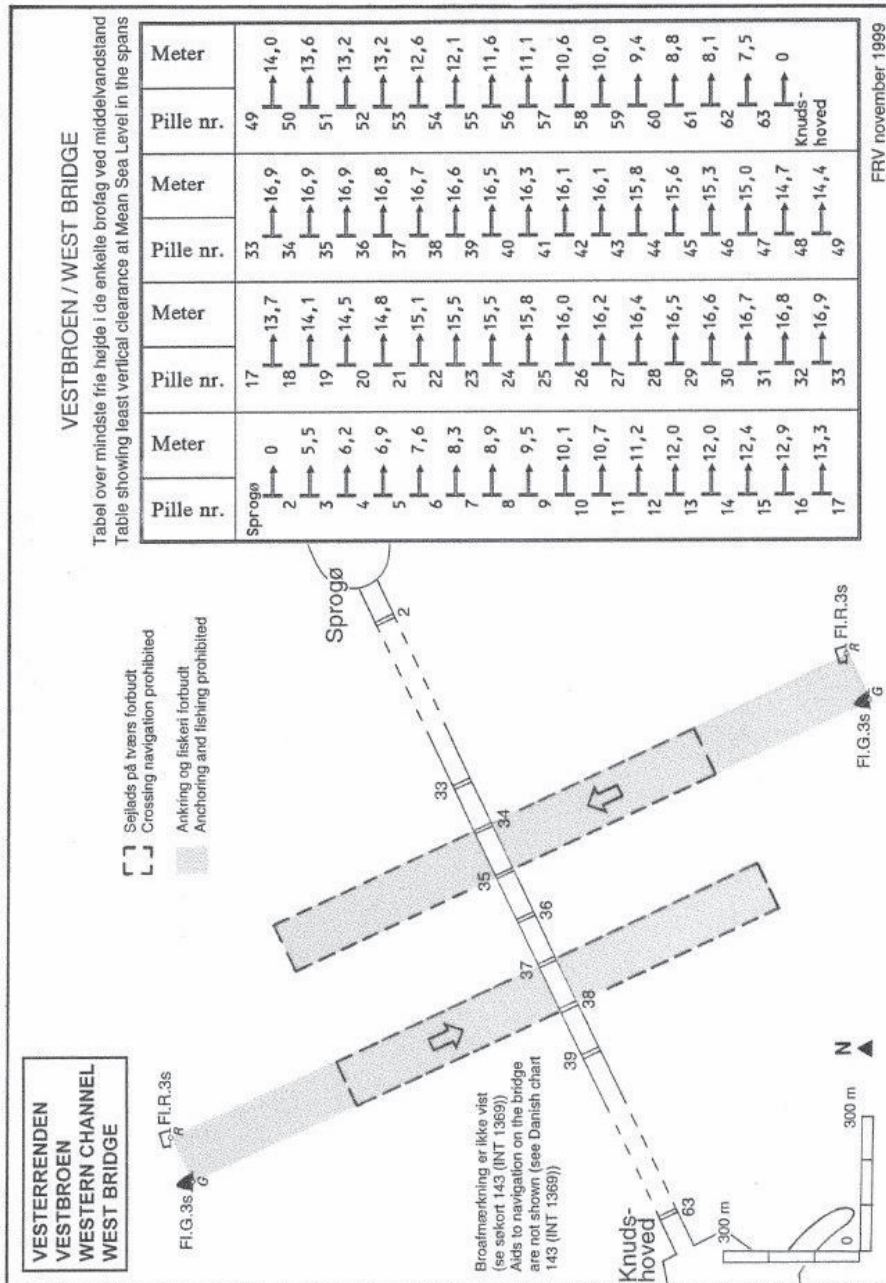 VESTERRENDEN
VESTBROEN
WESTERN CHANNEL
WEST BRIDGE
Fl.G.3s
G
Fl.R.3s
R
Sejlads på tværs forbudt
Crossing navigation prohibited
Ankring og fiskeri forbudt
Anchoring and fishing prohibited
Sprogø
2
33
34
35
36
37
38
39
63
Knuds-
hoved
Broafmærkning er ikke vist
(se søkort 143 (INT 1369))
Aids to navigation on the bridge
are not shown (see Danish chart
143 (INT 1369))
Fl.G.3s
G
Fl.R.3s
R
300 m
0
300 m
N
VESTBROEN / WEST BRIDGE
Tabel over mindste frie højde i de enkelte brofag ved middelvandstand
Table showing least vertical clearance at Mean Sea Level in the spans
Pille nr. Meter Pille nr. Meter Pille nr. Meter Pille nr. Meter
Sprogø 17 33 49
0 13,7 16,9 14,0
2 18 34 50
5,5 14,1 16,9 13,6
3 19 35 51
6,2 14,5 16,9 13,2
4 20 36 52
6,9 14,8 16,8 13,2
5 21 37 53
7,6 15,1 16,7 12,6
6 22 38 54
8,3 15,5 16,6 12,1
7 23 39 55
8,9 15,5 16,5 11,6
8 24 40 56
9,5 15,8 16,3 11,1
9 25 41 57
10,1 16,0 16,1 10,6
10 26 42 58
10,7 16,2 16,1 10,0
11 27 43 59
11,2 16,4 15,8 9,4
12 28 44 60
12,0 16,5 15,6 8,8
13 29 45 61
12,0 16,6 15,3 8,1
14 30 46 62
12,4 16,7 15,0 7,5
15 31 47 63
12,9 16,8 14,7 0
16 32 48 Knuds-
hoved
13,3 16,9 14,4
17 33 49
FRV november 1999